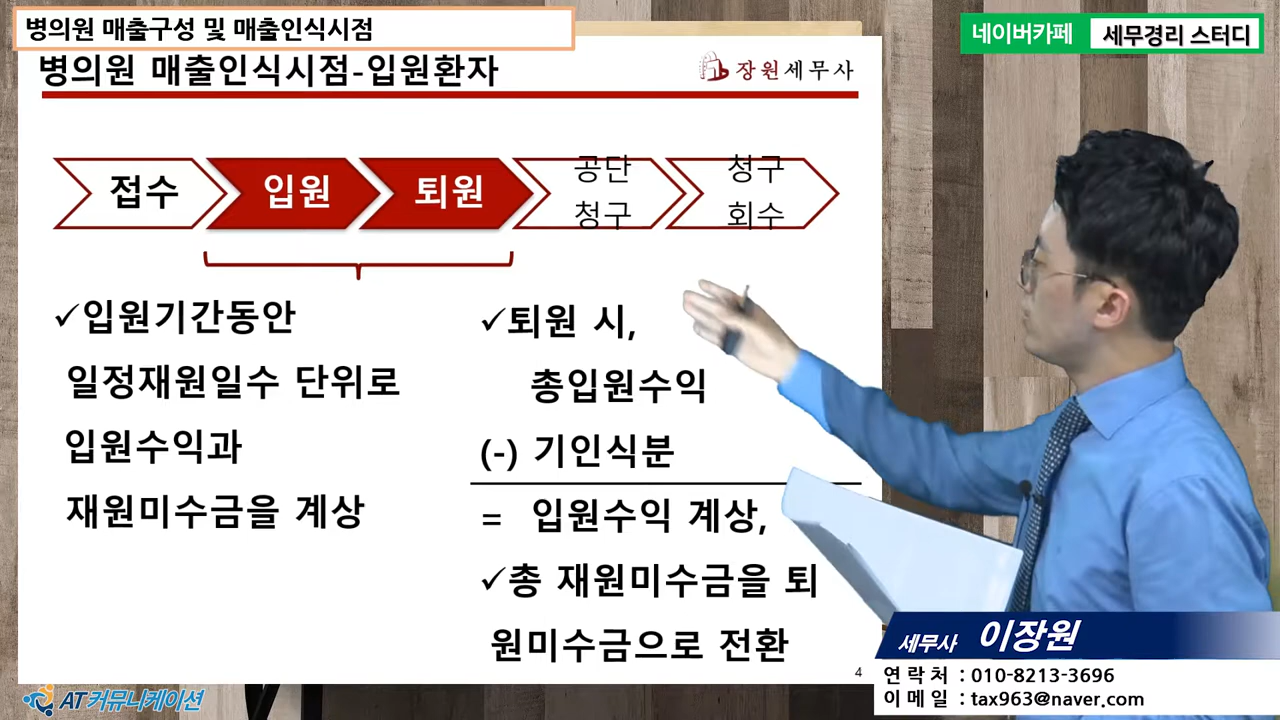 병의원 매출구성 및 매출인식시점
네이버카페 세무경리 스터디
병의원 매출인식시점-입원환자
장원세무사
접수
입원
퇴원
공단
청구
청구
회수
✓입원기간동안
일정재원일수 단위로
입원수익과
재원미수금을 계상
✓퇴원 시,
총입원수익
(-) 기인식분
= 입원수익 계상,
✓총 재원미수금을 퇴
원미수금으로 전환
4
세무사 이장원
연락처 : 010-8213-3696
이메일 : tax963@naver.com
AT커뮤니케이션